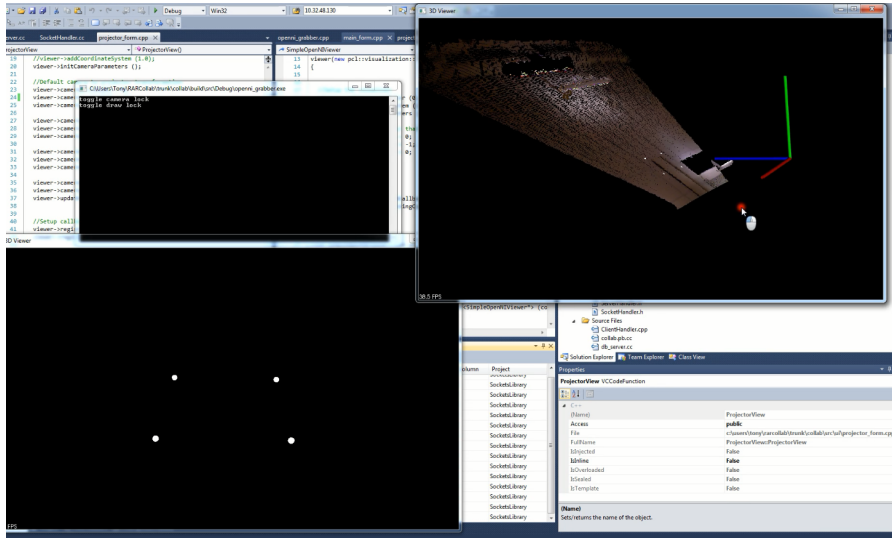 Debug
Win32
10.32.48.130
3D Viewer
erver.cc
SocketHandler.cc
projector_form.cpp
openni_grabber.cpp
main_form.cpp
projectorView
ProjectorView()
SimpleOpenNIViewer
19 //viewer->addCoordinateSystem (1.0);
20 viewer->initCameraParameters ();
21
22
23 viewer->came
24 viewer->came
25 viewer->came
26
27 viewer->came
28 viewer->came
29 viewer->came
30
31 viewer->came
32 viewer->came
33 viewer->came
34
35 viewer->came
36 viewer->came
37 viewer->upda
38
39
40 //Setup call
41 viewer->regi
13 viewer(new pcl::visualization::
14 {
15
C:\Users\Tony\RARCollab\trunk\collab\build\src\Debug\openni_grabber.exe
toggle camera lock
toggle draw lock
3D Viewer
38.5 FPS
FPS
SimpleOpenNIViewer> (co
SocketHandler.h
Source Files
ClientHandler.cpp
collab.pb.cc
db_server.cc
Solution Explorer
Team Explorer
Class View
olumn
Project
SocketsLibrary
SocketsLibrary
SocketsLibrary
SocketsLibrary
SocketsLibrary
SocketsLibrary
SocketsLibrary
SocketsLibrary
SocketsLibrary
SocketsLibrary
SocketsLibrary
SocketsLibrary
Properties
ProjectorView VCCodeFunction
C++
(Name) ProjectorView
Access public
File c:\users\tony\rarcollab\trunk\collab\src\ui\projector_form.cpp
FullName ProjectorView::ProjectorView
IsInjected False
IsInline False
IsOverloaded False
IsSealed False
IsTemplate False
(Name)
Sets/returns the name of the object.